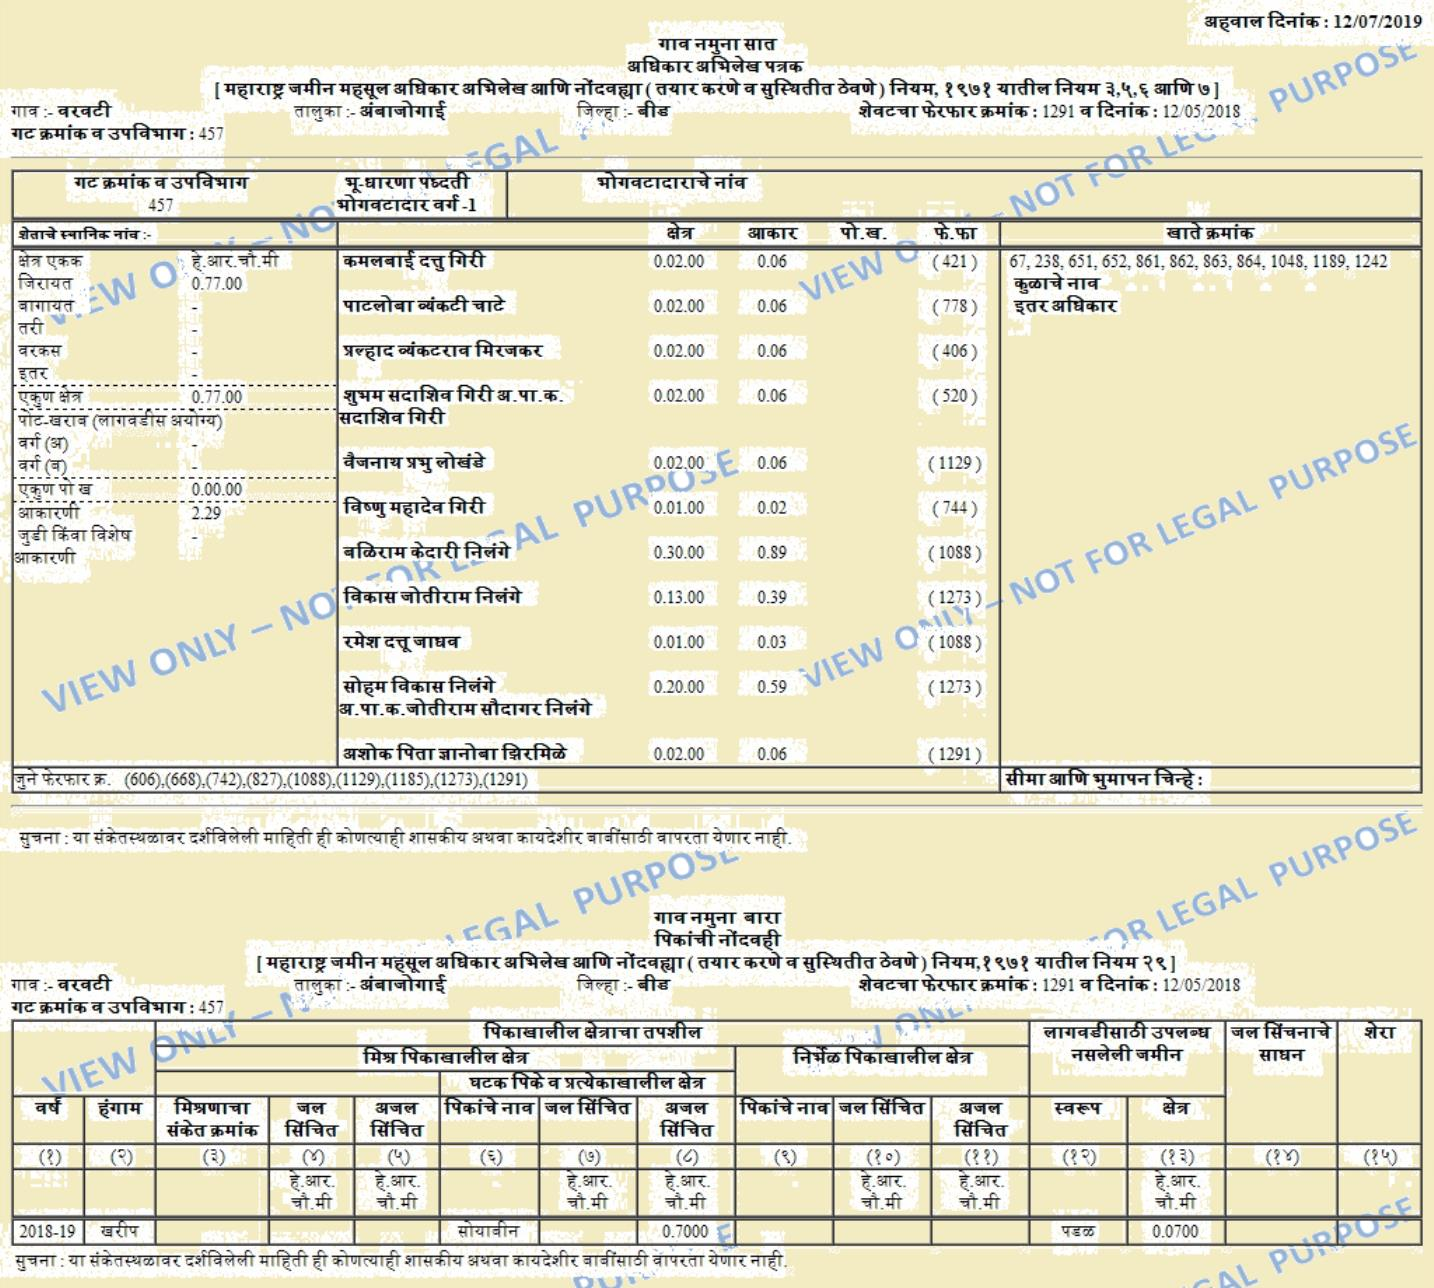 अहवाल दिनांक : 12/07/2019
गाव नमुना सात
अधिकार अभिलेख पत्रक
[ महाराष्ट्र जमीन महसूल अधिकार अभिलेख आणि नोंदवह्या ( तयार करणे व सुस्थितीत ठेवणे ) नियम, १९७१ यातील नियम ३,५,६ आणि ७ ]
गाव :- वरवटी तालुका :- अंबाजोगाई जिल्हा :- बीड शेवटचा फेरफार क्रमांक : 1291 व दिनांक : 12/05/2018
गट क्रमांक व उपविभाग : 457
गट क्रमांक व उपविभाग भू-धारणा पध्दती भोगवटादाराचे नांव
457 भोगवटादार वर्ग -1
शेताचे स्थानिक नांव :- क्षेत्र आकार पो.ख. फे.फा खाते क्रमांक
क्षेत्र एकक हे.आर.चौ.मी कमलबाई दत्तु गिरी 0.02.00 0.06 ( 421 ) 67, 238, 651, 652, 861, 862, 863, 864, 1048, 1189, 1242
जिरायत 0.77.00 कुळाचे नाव
बागायत - पाटलोबा व्यंकटी चाटे 0.02.00 0.06 ( 778 ) इतर अधिकार
तरी -
वरकस - प्रल्हाद व्यंकटराव मिरजकर 0.02.00 0.06 ( 406 )
इतर -
एकुण क्षेत्र 0.77.00 शुभम सदाशिव गिरी अ.पा.क. 0.02.00 0.06 ( 520 )
पोट-खराब (लागवडीस अयोग्य) सदाशिव गिरी
वर्ग (अ) -
वर्ग (ब) - वैजनाथ प्रभु लोखंडे 0.02.00 0.06 ( 1129 )
एकुण पो ख 0.00.00
आकारणी 2.29 विष्णु महादेव गिरी 0.01.00 0.02 ( 744 )
जुडी किंवा विशेष -
आकारणी बळिराम केदारी निलंगे 0.30.00 0.89 ( 1088 )
विकास जोतीराम निलंगे 0.13.00 0.39 ( 1273 )
रमेश दत्तू जाधव 0.01.00 0.03 ( 1088 )
सोहम विकास निलंगे 0.20.00 0.59 ( 1273 )
अ.पा.क.जोतीराम सौदागर निलंगे
अशोक पिता ज्ञानोबा झिरमिळे 0.02.00 0.06 ( 1291 )
जुने फेरफार क्र. (606),(668),(742),(827),(1088),(1129),(1185),(1273),(1291) सीमा आणि भुमापन चिन्हे :
सुचना : या संकेतस्थळावर दर्शविलेली माहिती ही कोणत्याही शासकीय अथवा कायदेशीर बाबींसाठी वापरता येणार नाही.
गाव नमुना बारा
पिकांची नोंदवही
[ महाराष्ट्र जमीन महसूल अधिकार अभिलेख आणि नोंदवह्या ( तयार करणे व सुस्थितीत ठेवणे ) नियम,१९७१ यातील नियम २९ ]
गाव :- वरवटी तालुका :- अंबाजोगाई जिल्हा :- बीड शेवटचा फेरफार क्रमांक : 1291 व दिनांक : 12/05/2018
गट क्रमांक व उपविभाग : 457
पिकाखालील क्षेत्राचा तपशील लागवडीसाठी उपलब्ध जल सिंचनाचे शेरा
मिश्र पिकाखालील क्षेत्र निर्भेळ पिकाखालील क्षेत्र नसलेली जमीन साधन
घटक पिके व प्रत्येकाखालील क्षेत्र
वर्ष हंगाम मिश्रणाचा जल अजल पिकांचे नाव जल सिंचित अजल पिकांचे नाव जल सिंचित अजल स्वरूप क्षेत्र
संकेत क्रमांक सिंचित सिंचित सिंचित सिंचित
(१) (२) (३) (४) (५) (६) (७) (८) (९) (१०) (११) (१२) (१३) (१४) (१५)
हे.आर. हे.आर. हे.आर. हे.आर. हे.आर. हे.आर. हे.आर.
चौ.मी चौ.मी चौ.मी चौ.मी चौ.मी चौ.मी चौ.मी
2018-19 खरीप सोयाबीन 0.7000 पडळ 0.0700
सुचना : या संकेतस्थळावर दर्शविलेली माहिती ही कोणत्याही शासकीय अथवा कायदेशीर बाबींसाठी वापरता येणार नाही.
VIEW ONLY – NOT FOR LEGAL PURPOSE
VIEW ONLY – NOT FOR LEGAL PURPOSE